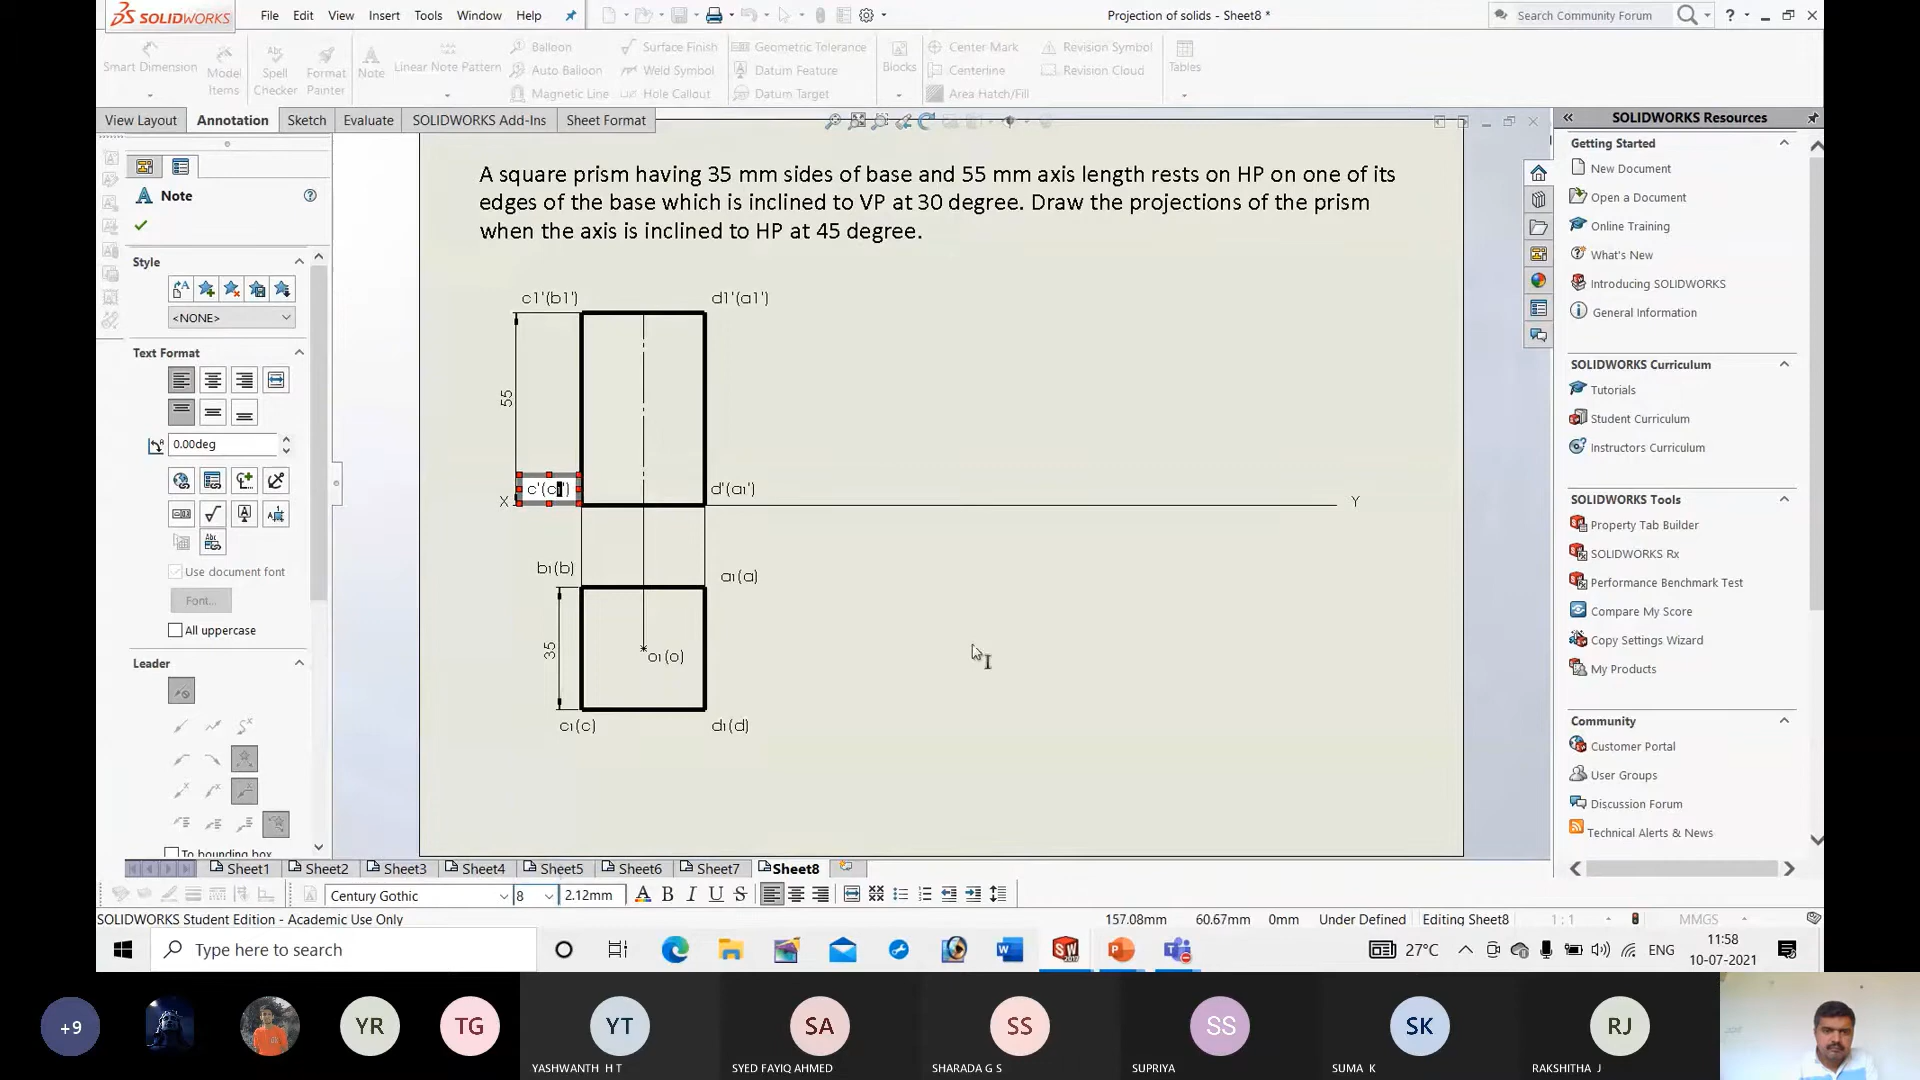 SOLIDWORKS File Edit View Insert Tools Window Help Projection of solids - Sheet8 * Search Community Forum ?
Smart Dimension Model Items Spell Checker Format Painter Note Linear Note Pattern Balloon Auto Balloon Magnetic Line Surface Finish Weld Symbol Hole Callout Geometric Tolerance Datum Feature Datum Target Blocks Center Mark Centerline Area Hatch/Fill Revision Symbol Revision Cloud Tables
View Layout Annotation Sketch Evaluate SOLIDWORKS Add-Ins Sheet Format
Note
Style
<NONE>
Text Format
0.00deg
Use document font
Font...
All uppercase
Leader
To bounding box
A square prism having 35 mm sides of base and 55 mm axis length rests on HP on one of its
edges of the base which is inclined to VP at 30 degree. Draw the projections of the prism
when the axis is inclined to HP at 45 degree.
c1'(b1') d1'(a1')
55
X d'(a1') Y
b1(b) a1(a)
35
o1(o)
c1(c) d1(d)
SOLIDWORKS Resources
Getting Started
New Document
Open a Document
Online Training
What's New
Introducing SOLIDWORKS
General Information
SOLIDWORKS Curriculum
Tutorials
Student Curriculum
Instructors Curriculum
SOLIDWORKS Tools
Property Tab Builder
SOLIDWORKS Rx
Performance Benchmark Test
Compare My Score
Copy Settings Wizard
My Products
Community
Customer Portal
User Groups
Discussion Forum
Technical Alerts & News
Sheet1 Sheet2 Sheet3 Sheet4 Sheet5 Sheet6 Sheet7 Sheet8
Century Gothic 8 2.12mm A B I U S
SOLIDWORKS Student Edition - Academic Use Only 157.08mm 60.67mm 0mm Under Defined Editing Sheet8 1 : 1 MMGS
Type here to search 27°C ENG 11:58
10-07-2021
+9 YR TG YT SA SS SS SK RJ
YASHWANTH H T SYED FAYIQ AHMED SHARADA G S SUPRIYA SUMA K RAKSHITHA J